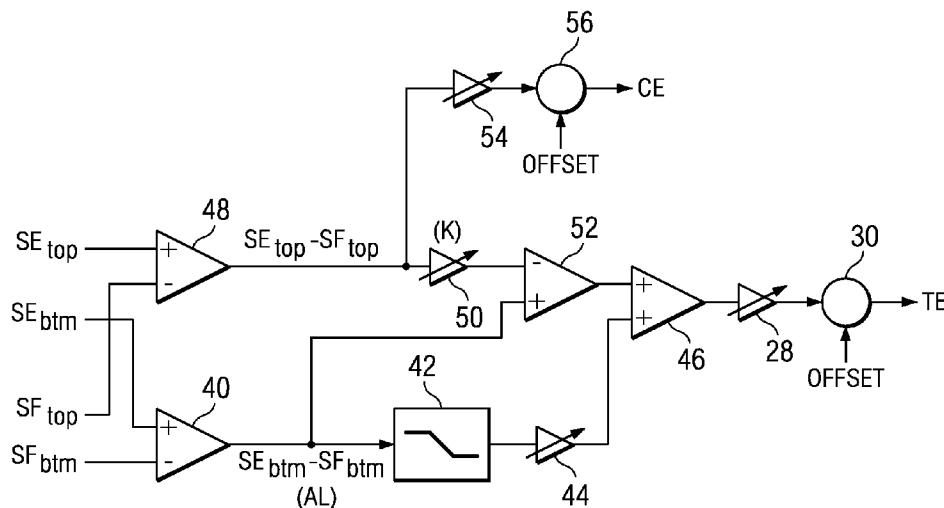 56
CE
54
OFFSET
48
SE top
SE top -SF top
(K)
52
30
50
TE
SE btm
46
28
42
OFFSET
SF top
40
SF btm
SE btm -SF btm
44
(AL)